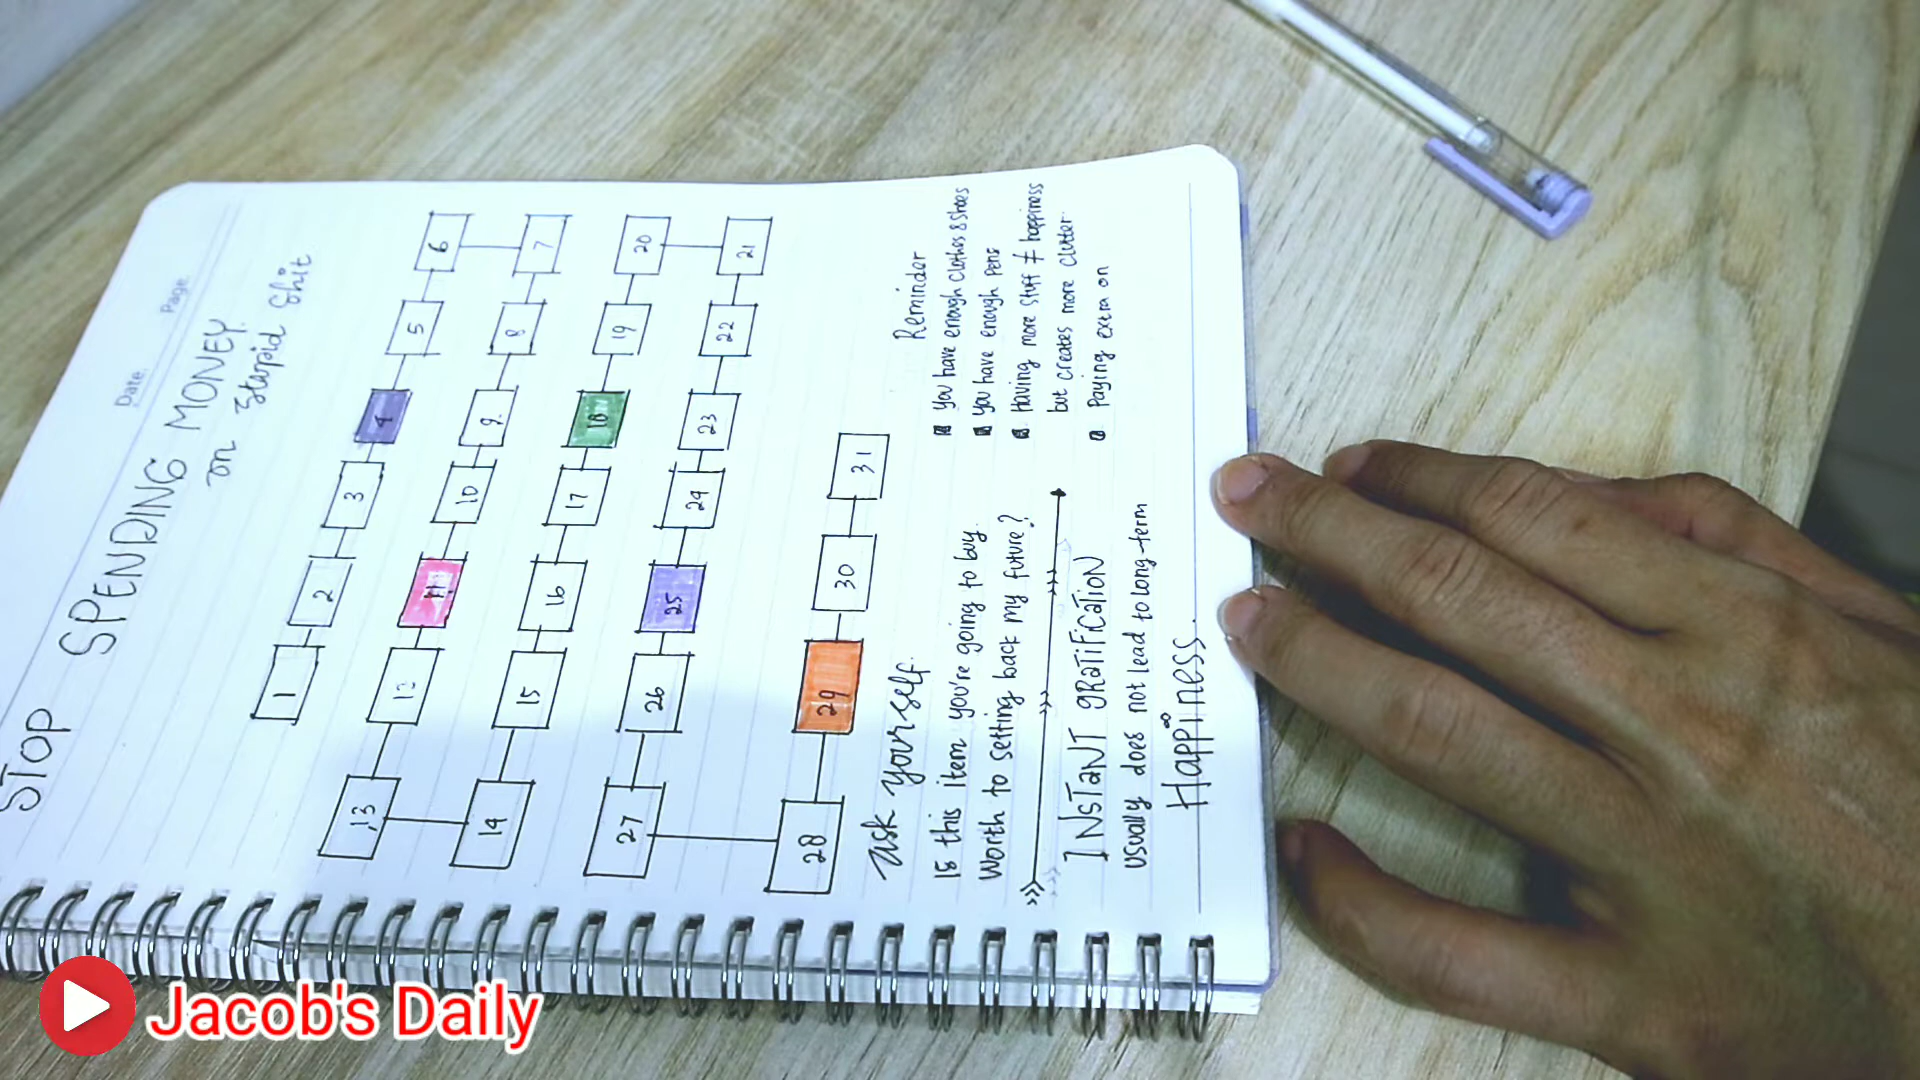 Date.
Page
STOP SPENDING MONEY
on stupid shit
1 2 3 4 5 6
13 12 11 10 9 8 7
14 15 16 17 18 19 20
27 26 25 24 23 22 21
28 29 30 31
ask yourself.
Is this item you're going to buy.
Worth to setting back my future?
INSTANT GRATIFICATION
usually does not lead to long-term
Happiness.
Reminder
You have enough Clothes & Shoes
You have enough Pens
Having more stuff ≠ happiness
but creates more clutter.
Paying extra on
Jacob's Daily